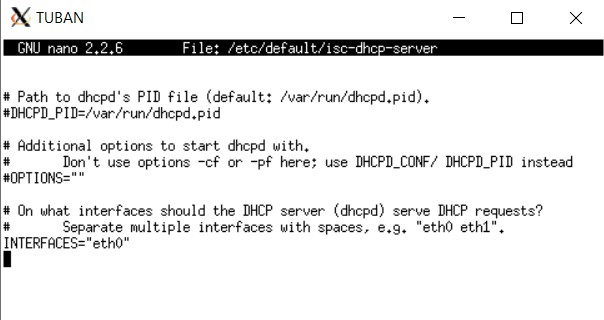 TUBAN
GNU nano 2.2.6 File: /etc/default/isc-dhcp-server
# Path to dhcpd's PID file (default: /var/run/dhcpd.pid).
#DHCPD_PID=/var/run/dhcpd.pid
# Additional options to start dhcpd with.
# Don't use options -cf or -pf here; use DHCPD_CONF/ DHCPD_PID instead
#OPTIONS=""
# On what interfaces should the DHCP server (dhcpd) serve DHCP requests?
# Separate multiple interfaces with spaces, e.g. "eth0 eth1".
INTERFACES="eth0"